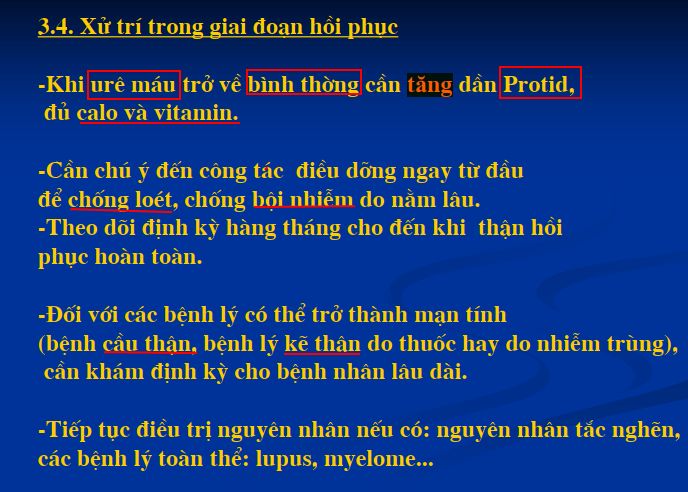 3.4. Xử trí trong giai đoạn hồi phục
-Khi urê máu trở về bình thờng cần tăng dần Protid,
đủ calo và vitamin.
-Cần chú ý đến công tác điều dỡng ngay từ đầu
để chống loét, chống bội nhiễm do nằm lâu.
-Theo dõi định kỳ hàng tháng cho đến khi thận hồi
phục hoàn toàn.
-Đối với các bệnh lý có thể trở thành mạn tính
(bệnh cầu thận, bệnh lý kẽ thận do thuốc hay do nhiễm trùng),
cần khám định kỳ cho bệnh nhân lâu dài.
-Tiếp tục điều trị nguyên nhân nếu có: nguyên nhân tắc nghẽn,
các bệnh lý toàn thể: lupus, myelome...